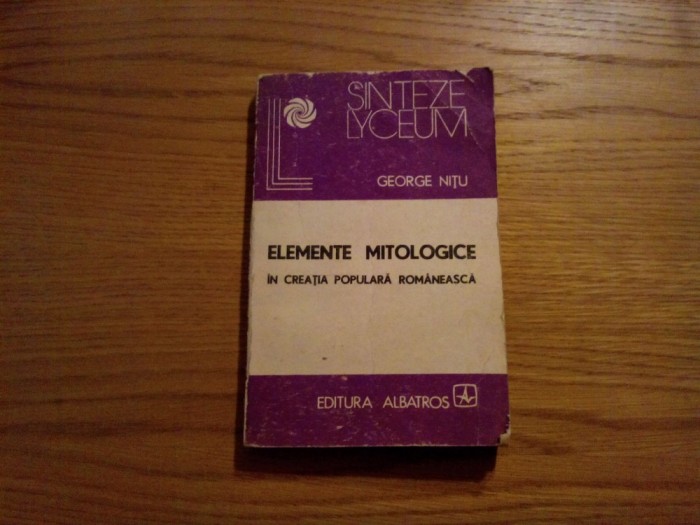 SINTEZE
LYCEUM
GEORGE NIȚU
ELEMENTE MITOLOGICE
ÎN CREAȚIA POPULARĂ ROMÂNEASCĂ
EDITURA ALBATROS